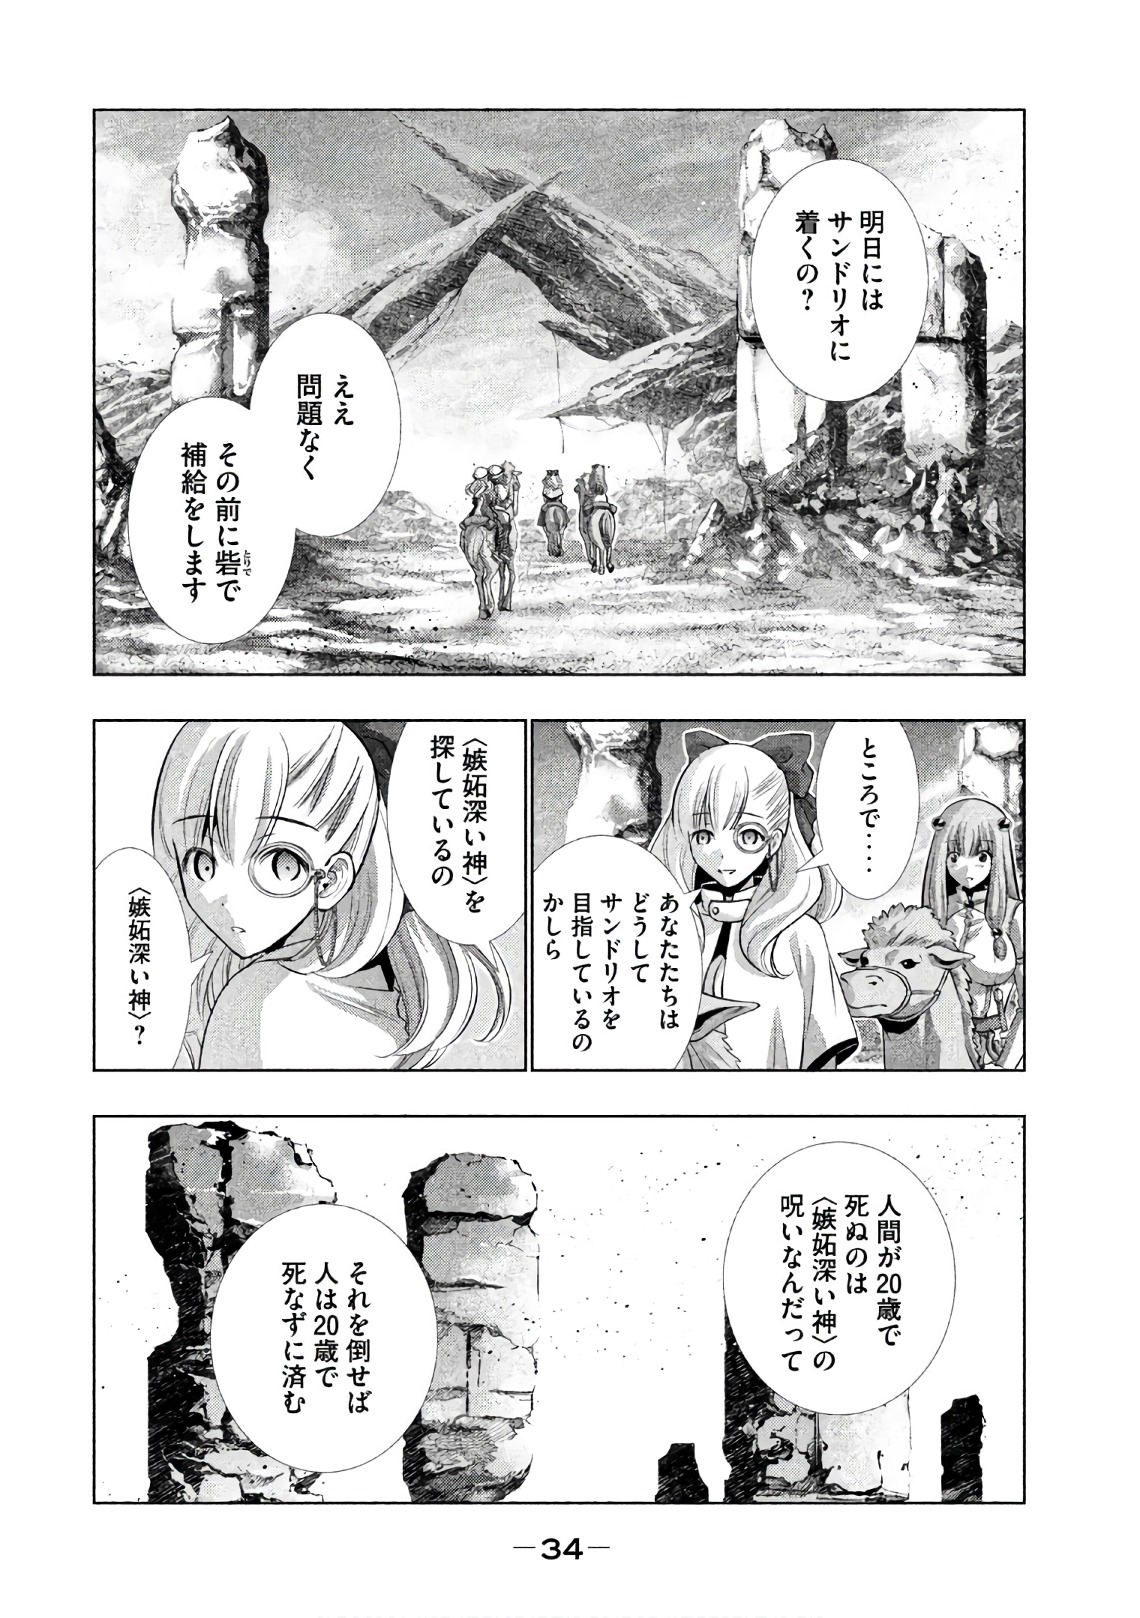 明日には
サンドリオに
着くの？
ええ
問題なく
その前に砦で
とりで
補給をします
ところで‥‥
あなたたちは
どうして
サンドリオを
目指しているの
かしら
〈嫉妬深い神〉を
探しているの
〈嫉妬深い神〉？
人間が20歳で
死ぬのは
〈嫉妬深い神〉の
呪いなんだって
それを倒せば
人は20歳で
死なずに済む
—34—